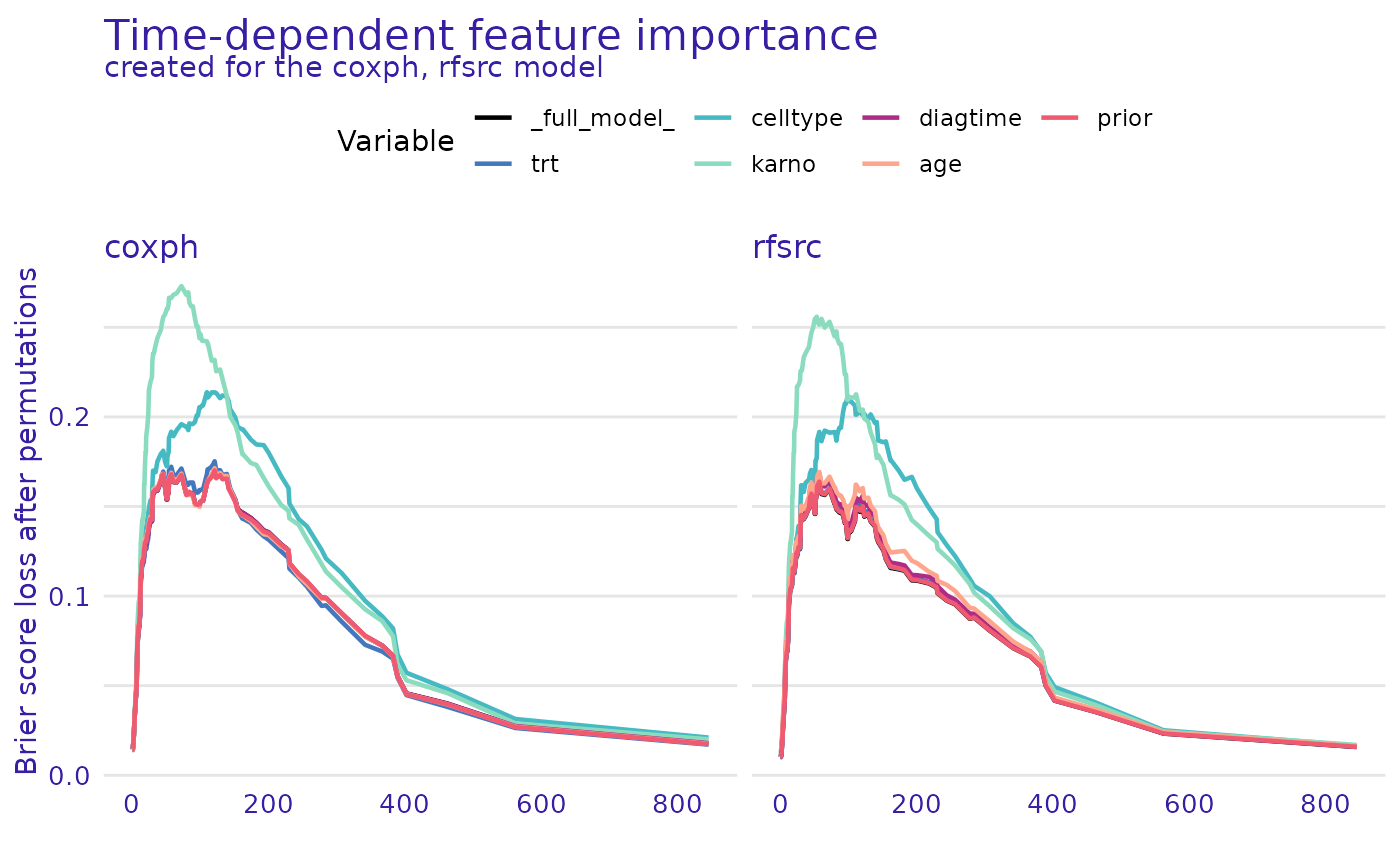 Time-dependent feature importance
created for the coxph, rfsrc model
Variable
_full_model_ celltype diagtime prior
trt karno age
coxph rfsrc
Brier score loss after permutations
0.2
0.1
0.0
0 200 400 600 800 0 200 400 600 800